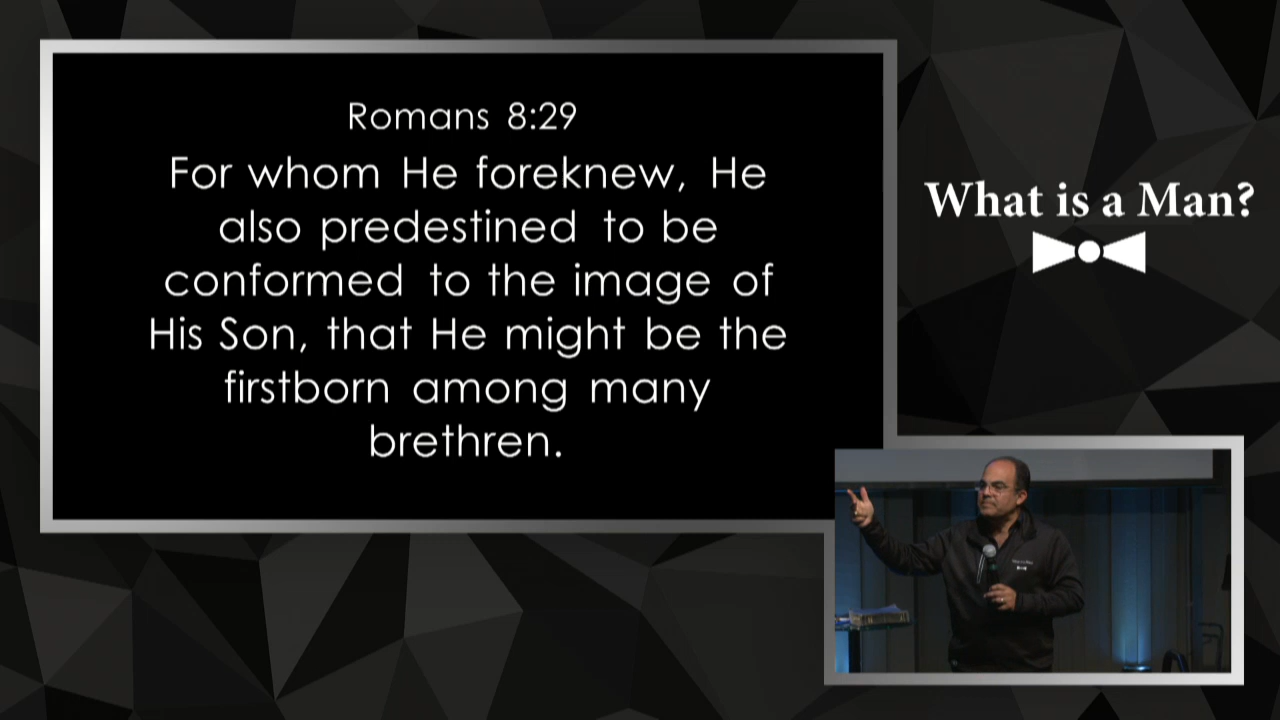 Romans 8:29
For whom He foreknew, He
also predestined to be
conformed to the image of
His Son, that He might be the
firstborn among many
brethren.
What is a Man?